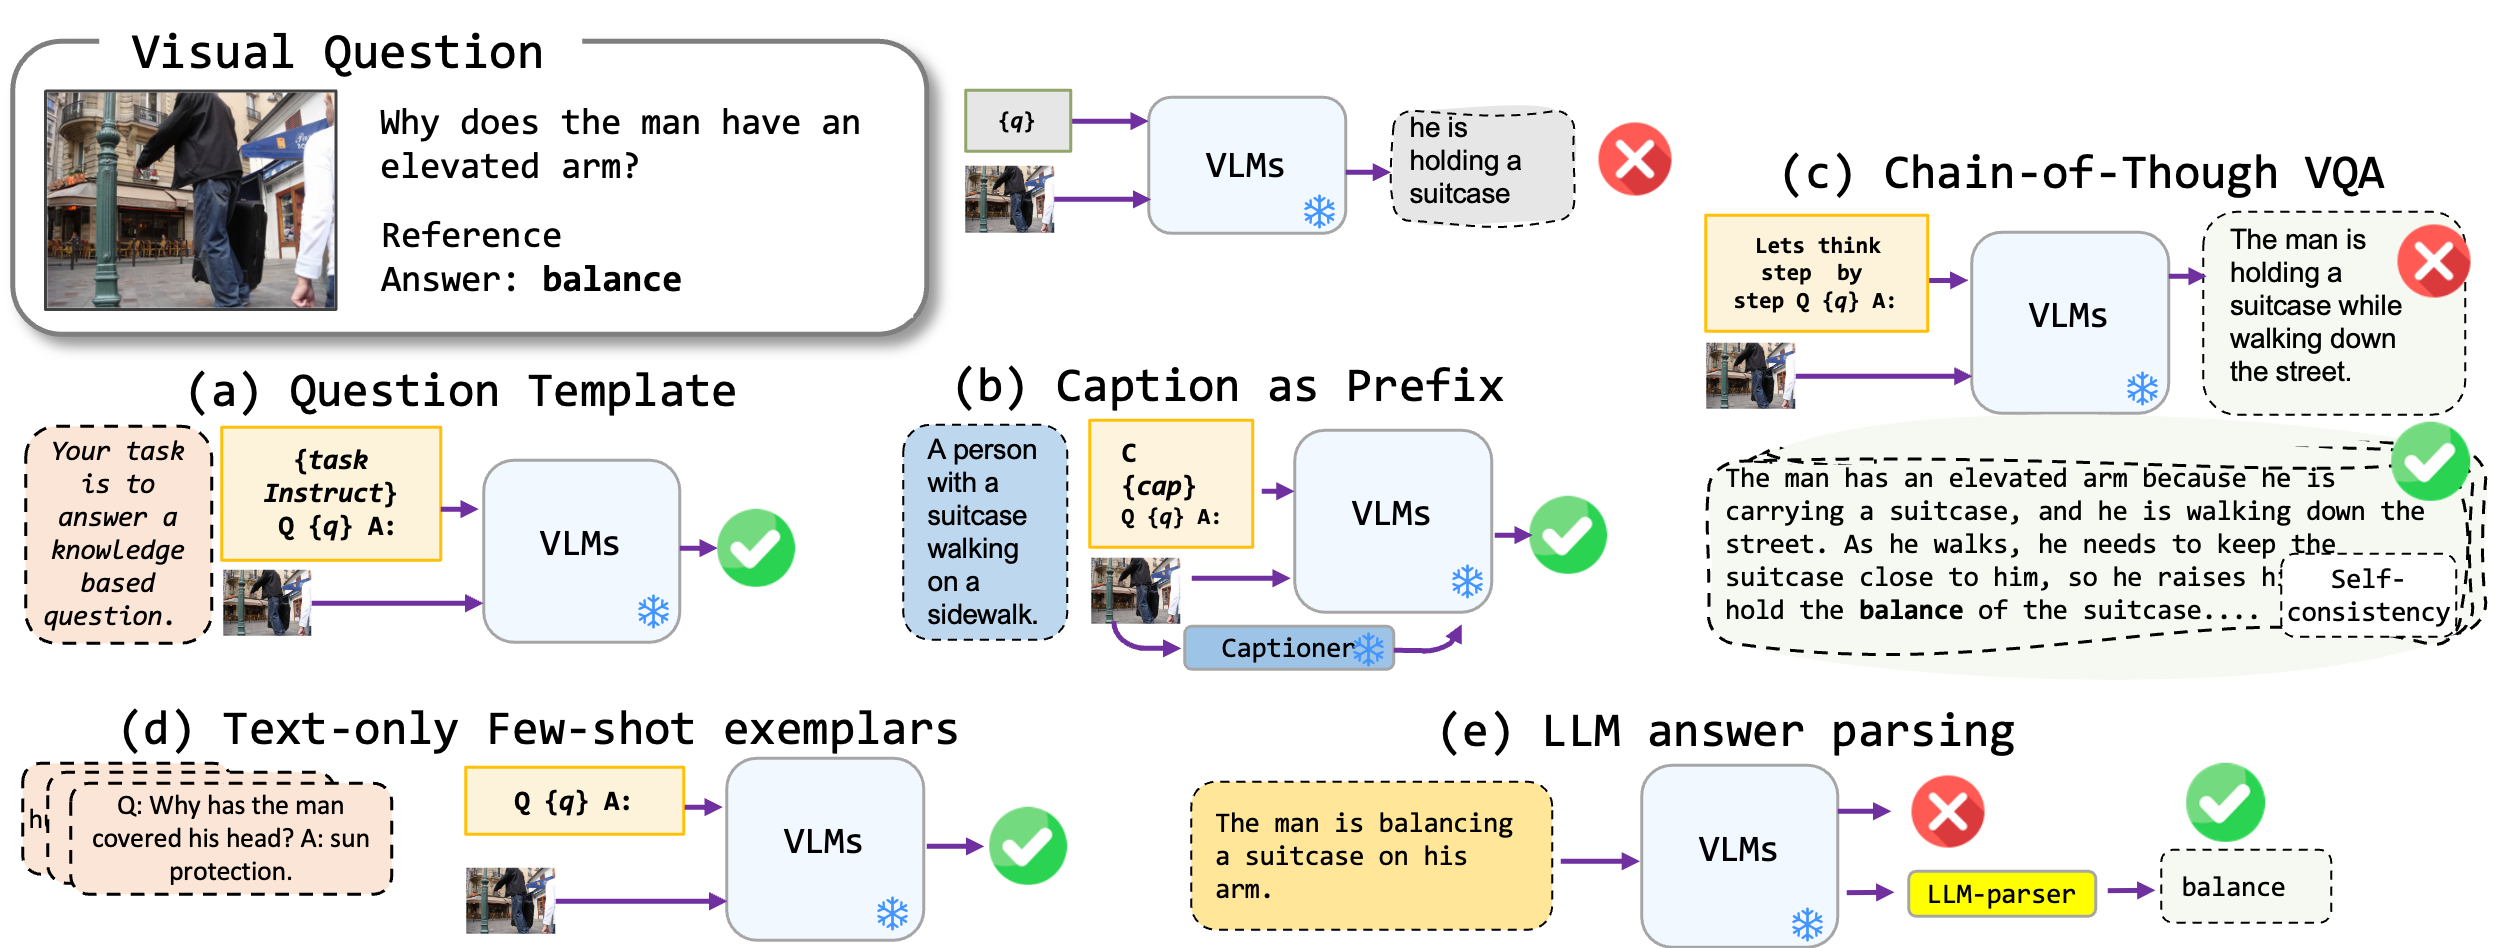 Visual Question
Why does the man have an
elevated arm?
Reference
Answer: balance
{q}
VLMs
he is
holding a
suitcase
(c) Chain-of-Though VQA
Lets think
step by
step Q {q} A:
VLMs
The man is
holding a
suitcase while
walking down
the street.
The man has an elevated arm because he is
carrying a suitcase, and he is walking down the
street. As he walks, he needs to keep the
suitcase close to him, so he raises
hold the balance of the suitcase....
Self-
consistency
(a) Question Template
Your task
is to
answer a
knowledge
based
question.
{task
Instruct}
Q {q} A:
VLMs
(b) Caption as Prefix
A person
with a
suitcase
walking
on a
sidewalk.
C
{cap}
Q {q} A:
VLMs
Captioner
(d) Text-only Few-shot exemplars
Q: Why has the man
covered his head? A: sun
protection.
Q {q} A:
VLMs
(e) LLM answer parsing
The man is balancing
a suitcase on his
arm.
VLMs
LLM-parser
balance